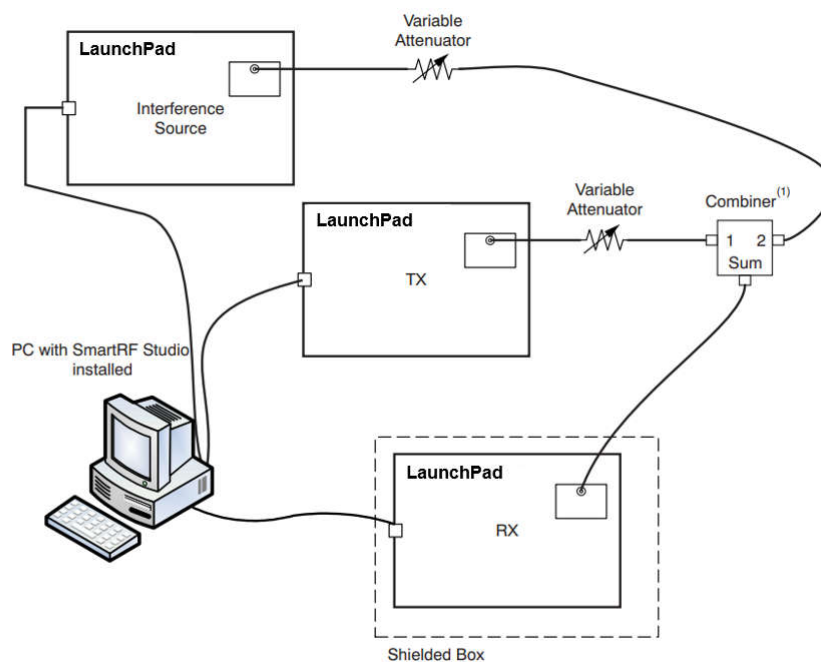 Variable
Attenuator
LaunchPad
Interference
Source
Variable
Attenuator
Combiner(1)
LaunchPad
1 2
Sum
TX
PC with SmartRF Studio
installed
LaunchPad
RX
Shielded Box